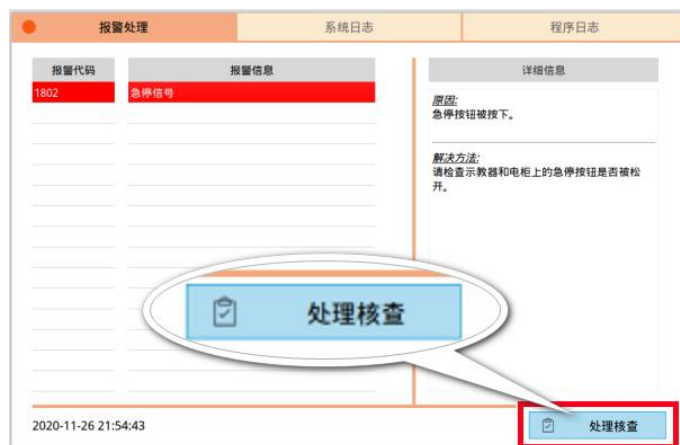 报警处理
系统日志
程序日志
报警代码
报警信息
详细信息
1802
急停信号
原因:
急停按钮被按下。
解决方法:
请检查示教器和电柜上的急停按钮是否被松
开。
处理核查
2020-11-26 21:54:43
处理核查